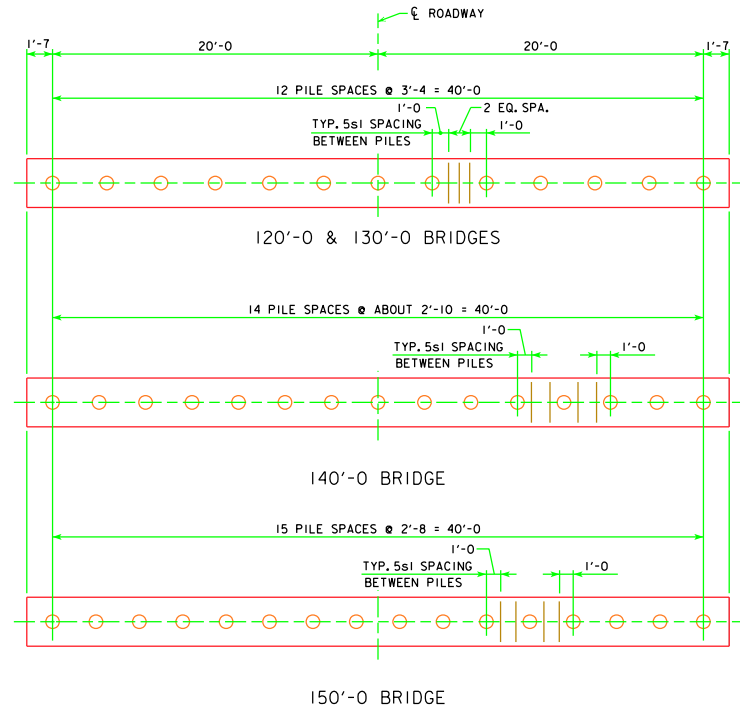 ℄ ROADWAY
1'-7 20'-0 20'-0 1'-7
12 PILE SPACES @ 3'-4 = 40'-0
1'-0 2 EQ. SPA.
TYP. 5s1 SPACING 1'-0
BETWEEN PILES
120'-0 & 130'-0 BRIDGES
14 PILE SPACES @ ABOUT 2'-10 = 40'-0
1'-0
TYP. 5s1 SPACING 1'-0
BETWEEN PILES
140'-0 BRIDGE
15 PILE SPACES @ 2'-8 = 40'-0
1'-0
TYP. 5s1 SPACING 1'-0
BETWEEN PILES
150'-0 BRIDGE